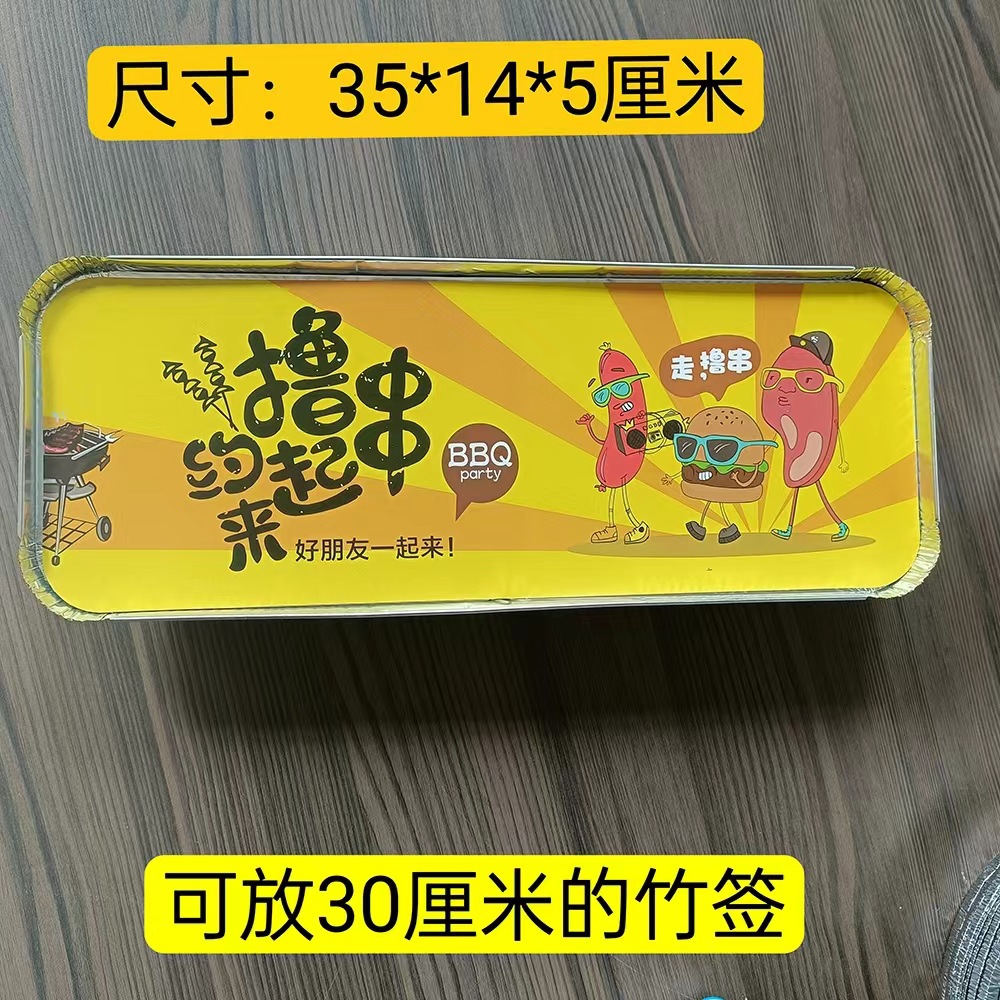 尺寸：35*14*5厘米
撸串
约起
来
好朋友一起来！
BBQ
party
走,撸串
可放30厘米的竹签